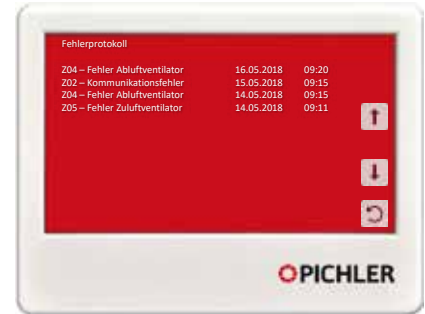 Fehlerprotokoll
Z04 – Fehler Abluftventilator 16.05.2018 09:20
Z02 – Kommunikationsfehler 15.05.2018 09:15
Z04 – Fehler Abluftventilator 14.05.2018 09:15
Z05 – Fehler Zuluftventilator 14.05.2018 09:11
PICHLER